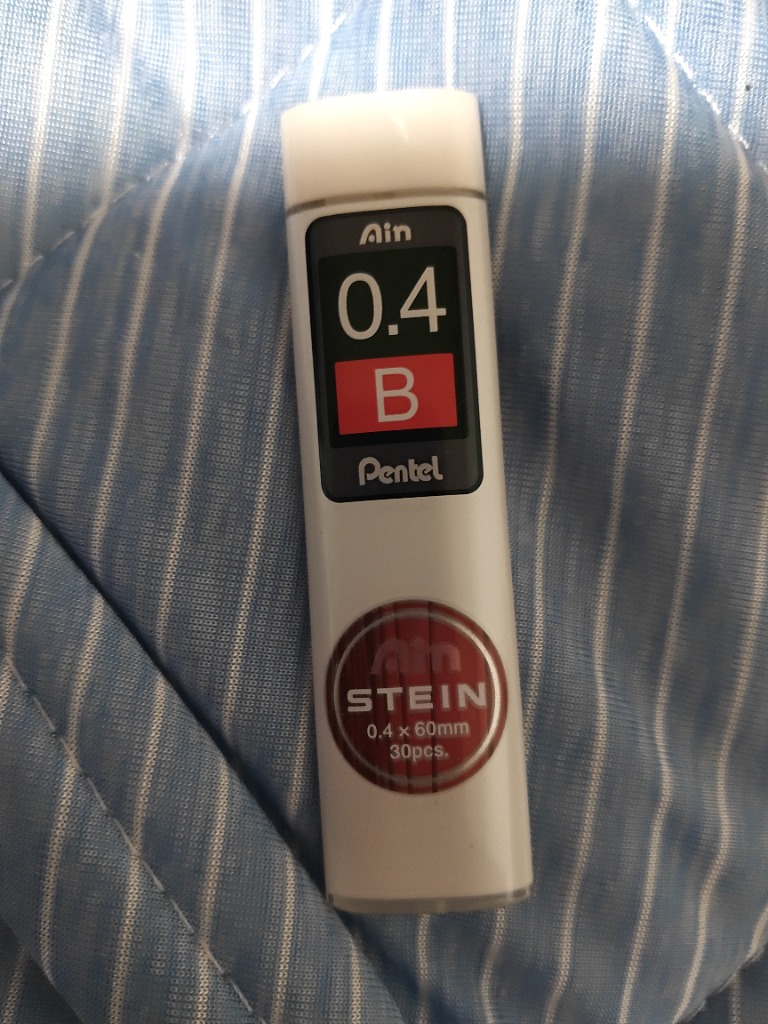 Ain
0.4
B
Pentel
Ain
STEIN
0.4 x 60mm
30pcs.